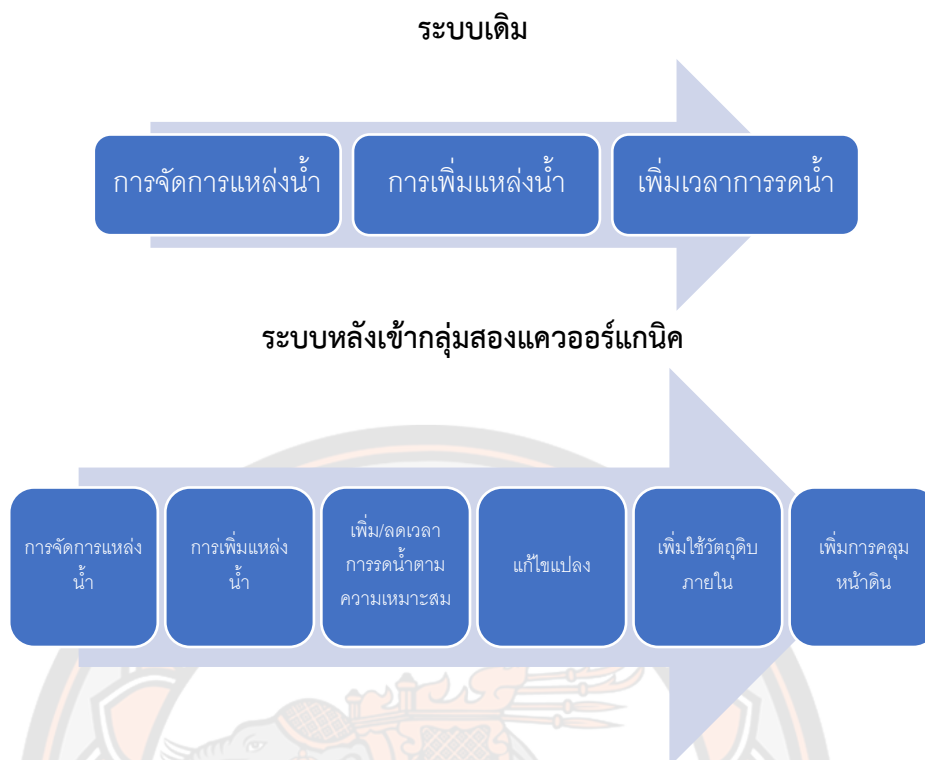 ระบบเดิม
การจัดการแหล่งน้ำ
การเพิ่มแหล่งน้ำ
เพิ่มเวลาการรดน้ำ
ระบบหลังเข้ากลุ่มสองแควออร์แกนิค
การจัดการแหล่ง
น้ำ
การเพิ่มแหล่ง
น้ำ
เพิ่ม/ลดเวลา
การรดน้ำตาม
ความเหมาะสม
แก้ไขแปลง
เพิ่มใช้วัตถุดิบ
ภายใน
เพิ่มการคลุม
หน้าดิน